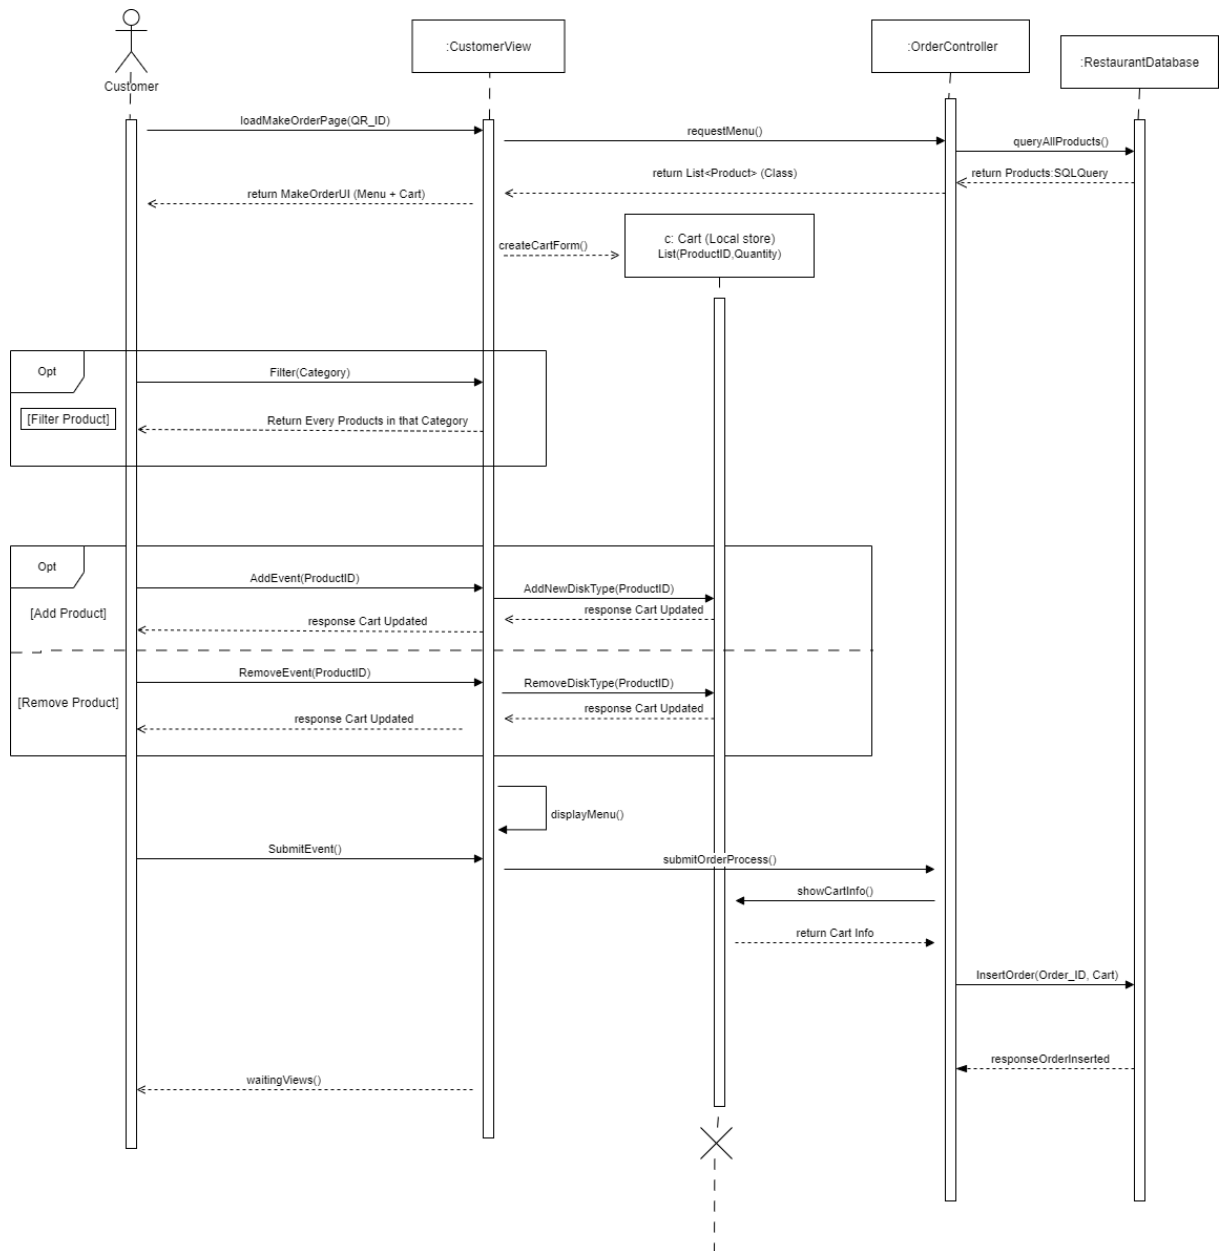 :CustomerView
:OrderController
:RestaurantDatabase
Customer
loadMakeOrderPage(QR_ID)
requestMenu()
queryAllProducts()
return List<Product> (Class)
return Products:SQLQuery
return MakeOrderUI (Menu + Cart)
c: Cart (Local store)
List(ProductID,Quantity)
createCartForm()
Opt
Filter(Category)
[Filter Product]
Return Every Products in that Category
Opt
AddEvent(ProductID)
AddNewDiskType(ProductID)
[Add Product]
response Cart Updated
response Cart Updated
RemoveEvent(ProductID)
RemoveDiskType(ProductID)
[Remove Product]
response Cart Updated
response Cart Updated
displayMenu()
SubmitEvent()
submitOrderProcess()
showCartInfo()
return Cart Info
InsertOrder(Order_ID, Cart)
responseOrderInserted
waitingViews()